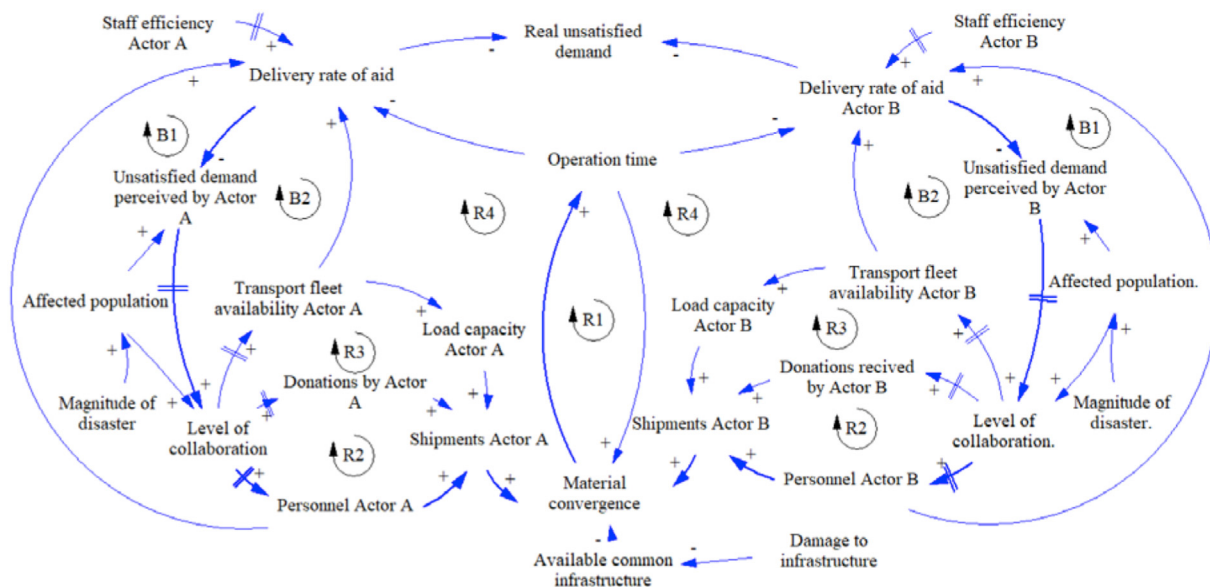 Staff efficiency
Actor A
+
Real unsatisfied
demand
-
-
Staff efficiency
Actor B
+
+
+
Delivery rate of aid
-
+
Delivery rate of aid
Actor B
-
+
B1
-
B1
-
Unsatisfied demand
perceived by Actor
A
B2
Operation time
+
R4
R4
+
B2
Unsatisfied demand
perceived by Actor
B
+
+
Affected population
Transport fleet
availability Actor A
+
Load capacity
Actor A
R1
Load capacity
Actor B
+
Transport fleet
availability Actor B
+
Affected population.
+
+
R3
R3
+
Magnitude of
disaster
+
+
Level of
collaboration
+
Donations by Actor
A
+
+
Shipments Actor A
+
Donations recived
by Actor B
+
+
Shipments Actor B
+
+
+
Level of
collaboration.
Magnitude of
disaster.
R2
R2
+
Personnel Actor A
+
+
Material
convergence
+
+
+
Personnel Actor B
+
-
Available common
infrastructure
-
Damage to
infrastructure